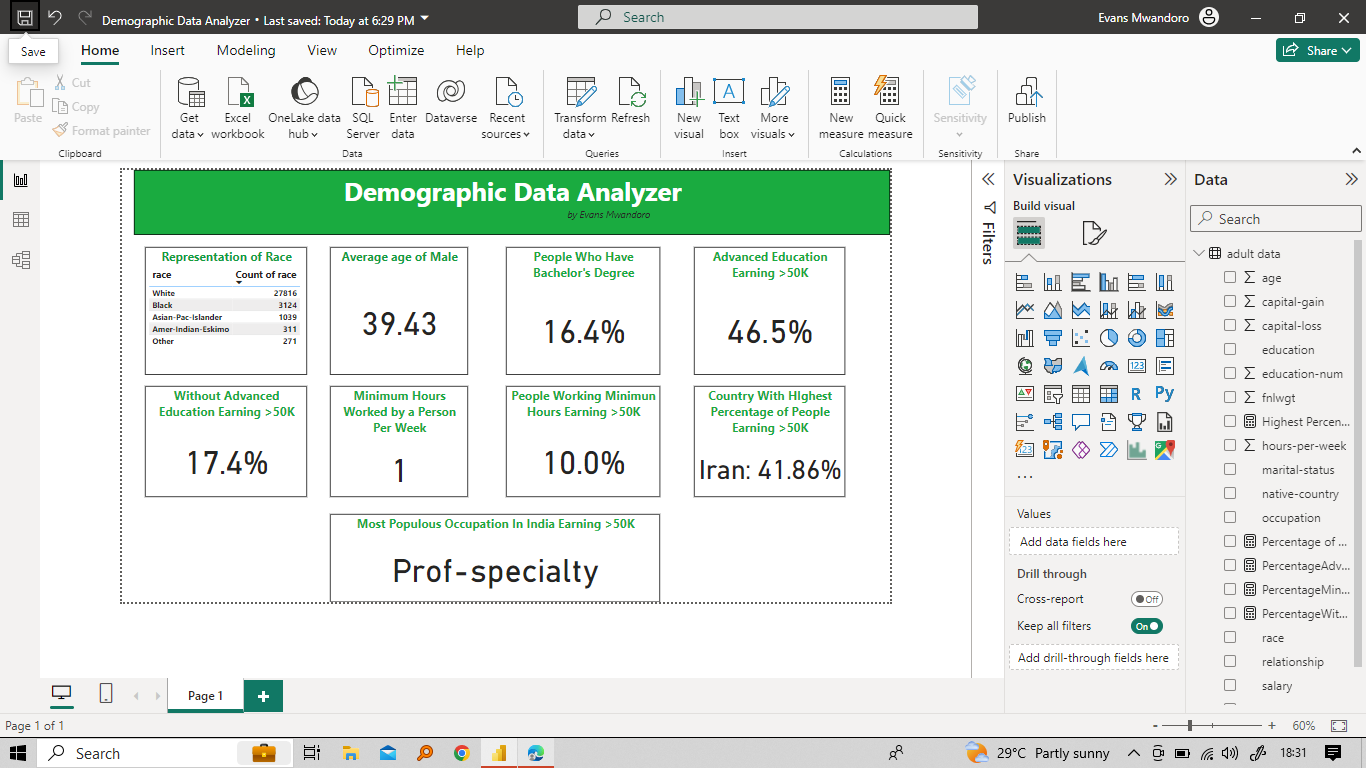 Demographic Data Analyzer • Last saved: Today at 6:29 PM
Search
Evans Mwandoro
Save
Home
Insert
Modeling
View
Optimize
Help
Share
Paste
Cut
Copy
Format painter
Clipboard
Get data
Excel workbook
OneLake data hub
SQL Server
Enter data
Dataverse
Recent sources
Data
Transform data
Refresh
Queries
New visual
Text box
More visuals
Insert
New measure
Quick measure
Calculations
Sensitivity
Sensitivity
Publish
Share
Demographic Data Analyzer
by Evans Mwandoro
Representation of Race
race Count of race
White 27816
Black 3124
Asian-Pac-Islander 1039
Amer-Indian-Eskimo 311
Other 271
Average age of Male
39.43
People Who Have
Bachelor's Degree
16.4%
Advanced Education
Earning >50K
46.5%
Without Advanced
Education Earning >50K
17.4%
Minimum Hours
Worked by a Person
Per Week
1
People Working Minimun
Hours Earning >50K
10.0%
Country With HIghest
Percentage of People
Earning >50K
Iran: 41.86%
Most Populous Occupation In India Earning >50K
Prof-specialty
Filters
Visualizations
Build visual
123
R
Py
123
...
Values
Add data fields here
Drill through
Cross-report
Off
Keep all filters
On
Add drill-through fields here
Data
Search
adult data
age
capital-gain
capital-loss
education
education-num
fnlwgt
Highest Percen...
hours-per-week
marital-status
native-country
occupation
Percentage of ...
PercentageAdv...
PercentageMin...
PercentageWit...
race
relationship
salary
Page 1
Page 1 of 1
- + 60%
Search
29°C Partly sunny
18:31